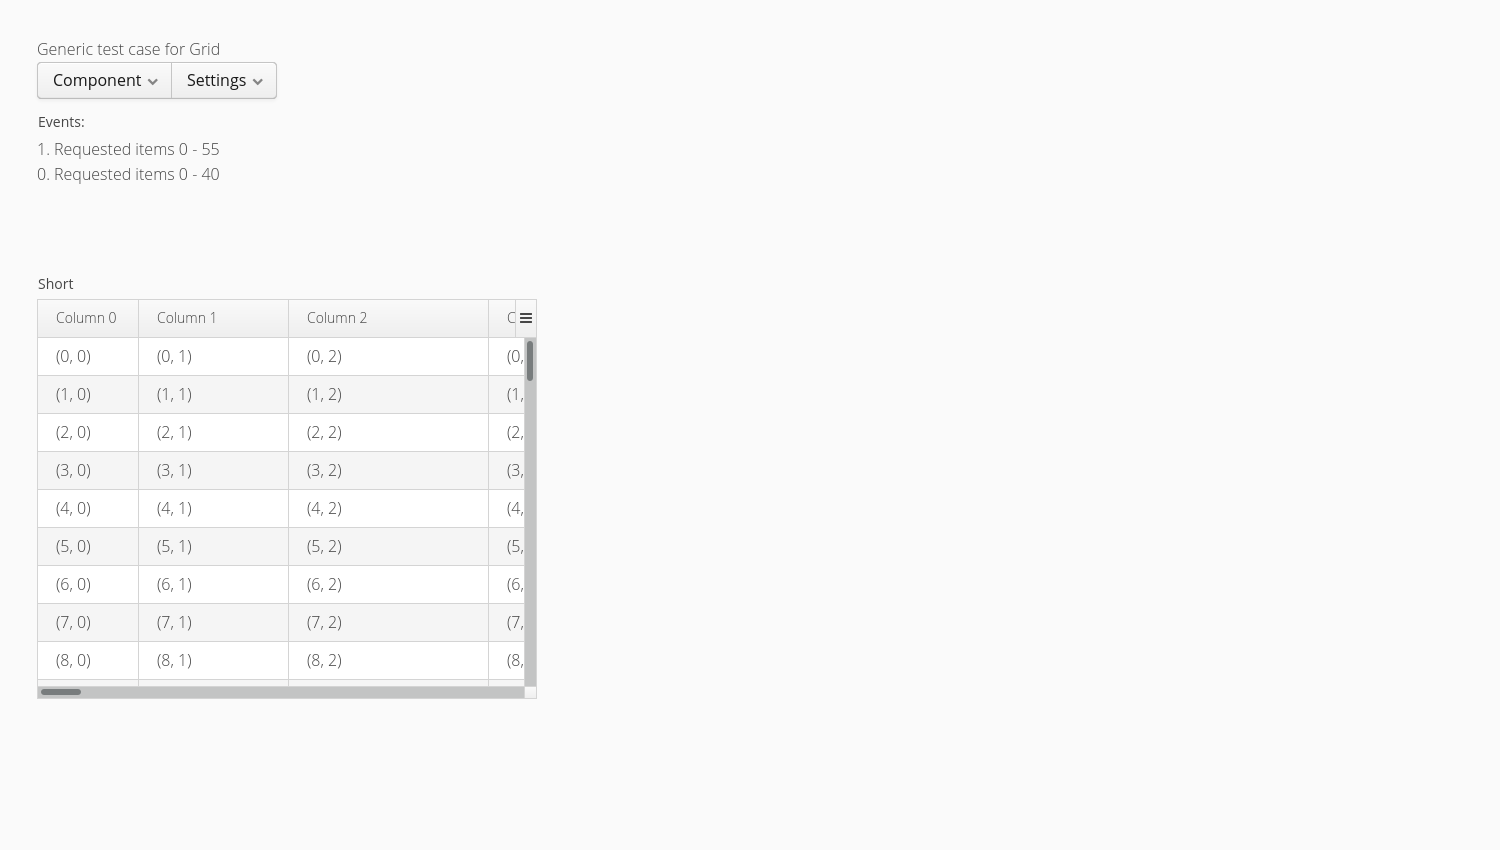 Generic test case for Grid
Component Settings
Events:
1. Requested items 0 - 55
0. Requested items 0 - 40
Short
Column 0 Column 1 Column 2 C
(0, 0) (0, 1) (0, 2) (0,
(1, 0) (1, 1) (1, 2) (1,
(2, 0) (2, 1) (2, 2) (2,
(3, 0) (3, 1) (3, 2) (3,
(4, 0) (4, 1) (4, 2) (4,
(5, 0) (5, 1) (5, 2) (5,
(6, 0) (6, 1) (6, 2) (6,
(7, 0) (7, 1) (7, 2) (7,
(8, 0) (8, 1) (8, 2) (8,